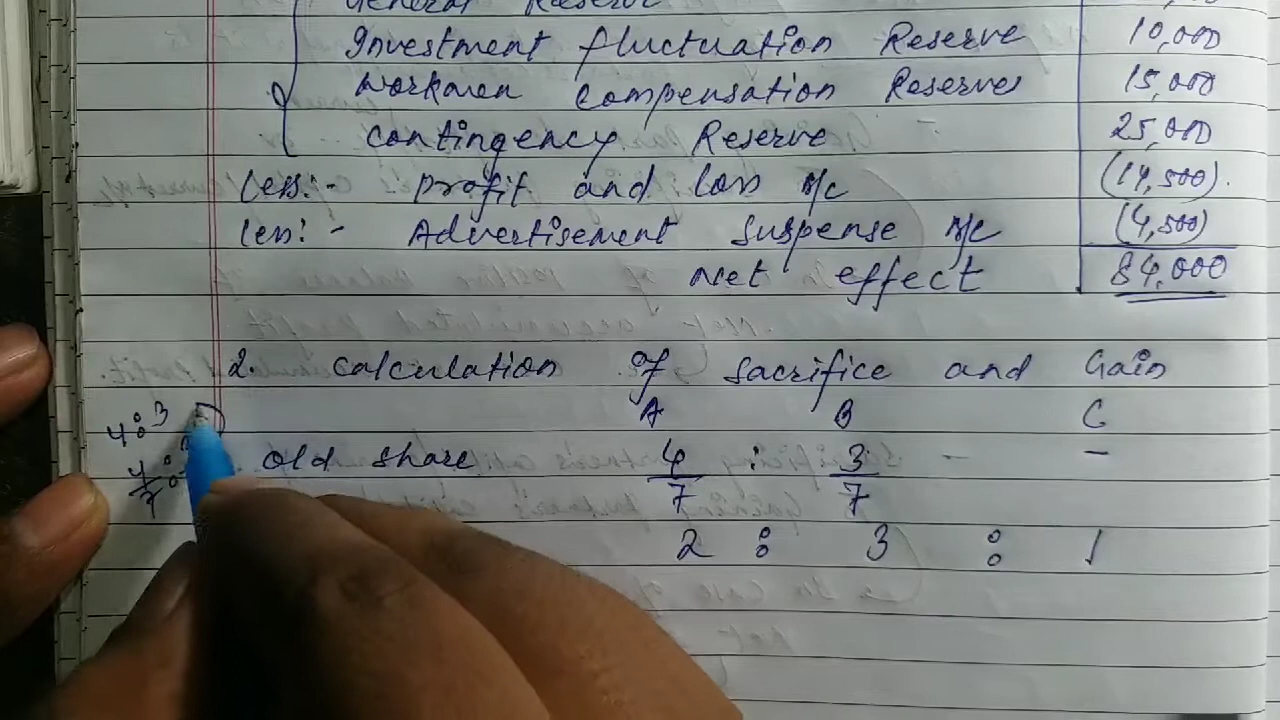 General Reserve
Investment fluctuation Reserve 10,000
Workmen compensation Reserve 15,000
Contingency Reserve 25,000
Less:- profit and loss A/c (14,500).
Less:- Advertisement Suspense A/c (4,500)
Net effect 84,000
2. calculation of sacrifice and Gain
4:3 A B C
old share 4/7 : 3/7 - -
2 : 3 : 1